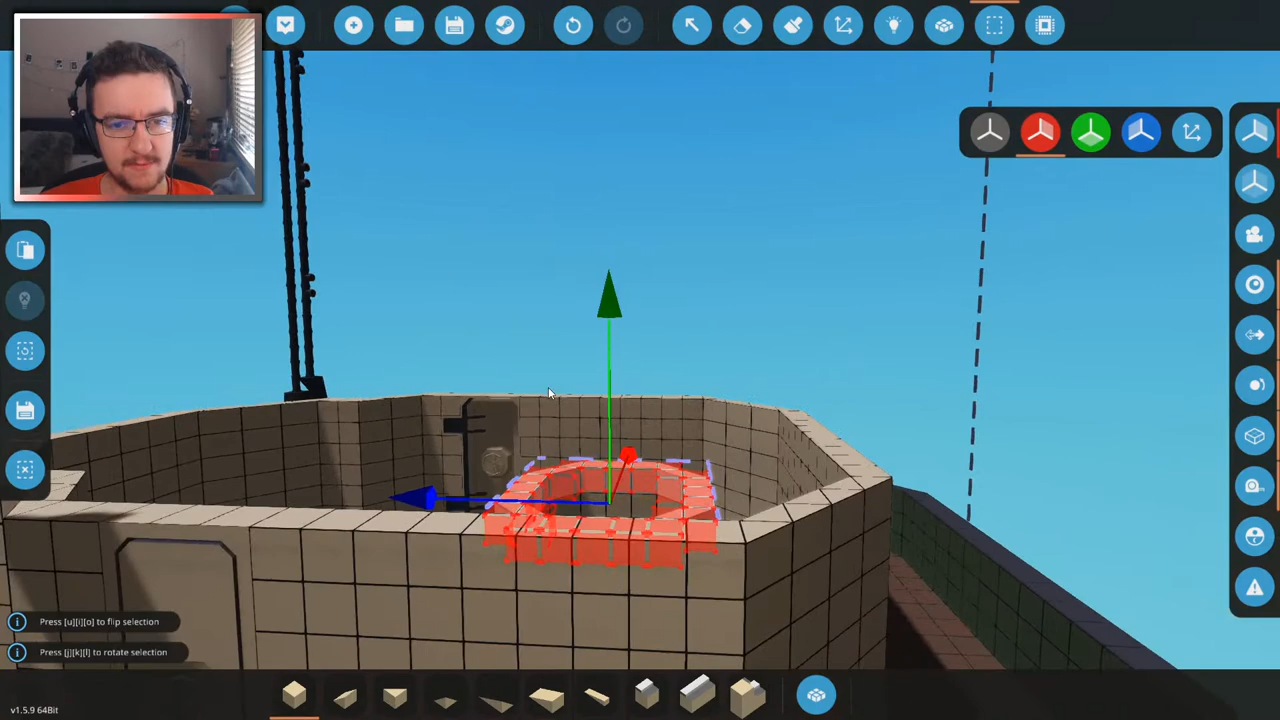 Press [u][i][o] to flip selection
Press [j][k][l] to rotate selection
v1.5.9 64Bit